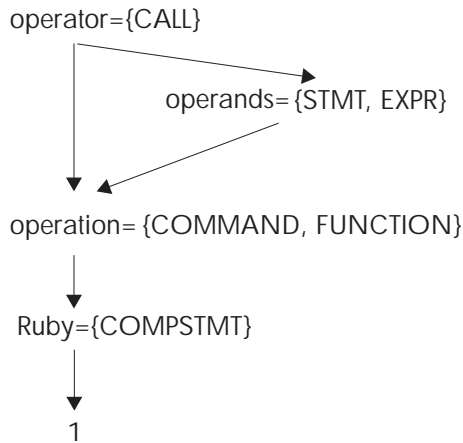 operator={CALL}
operands={STMT, EXPR}
operation={COMMAND, FUNCTION}
Ruby={COMPSTMT}
1